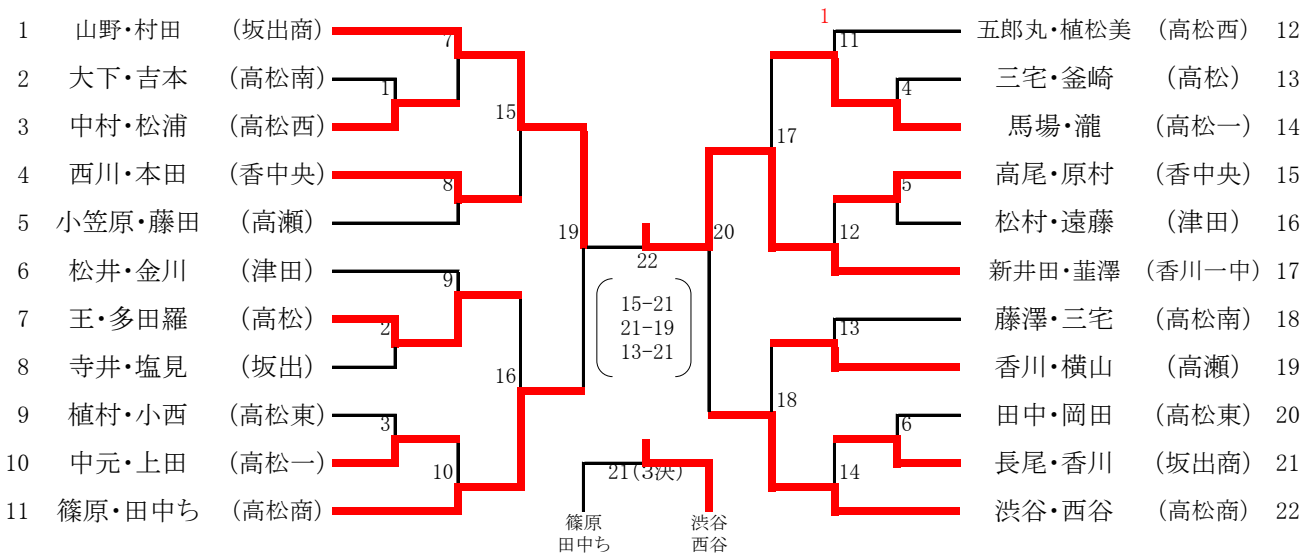 1 山野・村田 (坂出商)
2 大下・吉本 (高松南)
3 中村・松浦 (高松西)
4 西川・本田 (香中央)
5 小笠原・藤田 (高瀬)
6 松井・金川 (津田)
7 王・多田羅 (高松)
8 寺井・塩見 (坂出)
9 植村・小西 (高松東)
10 中元・上田 (高松一)
11 篠原・田中ち (高松商)
7
1
15
8
19
9
2
16
3
10
22
15-21
21-19
13-21
21(3決)
篠原
田中ち
渋谷
西谷
1
11
4
17
5
20
12
13
18
6
14
五郎丸・植松美 (高松西) 12
三宅・釜崎 (高松) 13
馬場・瀧 (高松一) 14
高尾・原村 (香中央) 15
松村・遠藤 (津田) 16
新井田・韮澤 (香川一中) 17
藤澤・三宅 (高松南) 18
香川・横山 (高瀬) 19
田中・岡田 (高松東) 20
長尾・香川 (坂出商) 21
渋谷・西谷 (高松商) 22